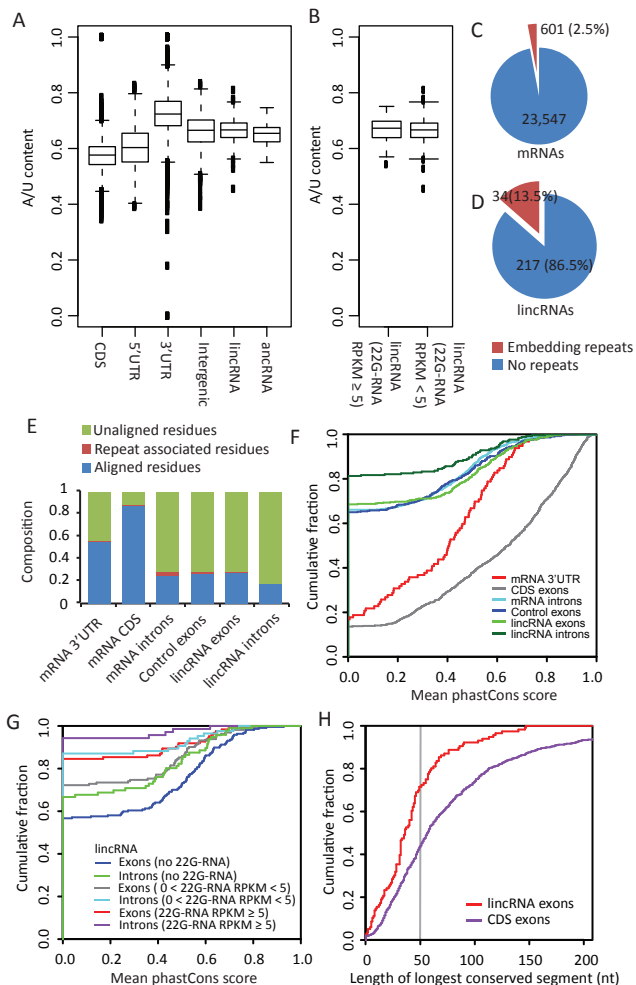 A
A/U content
0.0
0.2
0.4
0.6
0.8
1.0
CDS
5'UTR
3'UTR
Intergenic
lincRNA
ancRNA
B
A/U content
0.0
0.2
0.4
0.6
0.8
1.0
lincRNA
(22G-RNA
RPKM ≥ 5)
lincRNA
(22G-RNA
RPKM < 5)
C
601 (2.5%)
23,547
mRNAs
D
34(13.5%)
217 (86.5%)
lincRNAs
Embedding repeats
No repeats
E
Unaligned residues
Repeat associated residues
Aligned residues
Composition
1
0.8
0.6
0.4
0.2
0
mRNA 3'UTR
mRNA CDS
mRNA introns
Control exons
lincRNA exons
lincRNA introns
F
Cumulative fraction
0.0
0.2
0.4
0.6
0.8
1.0
mRNA 3'UTR
CDS exons
mRNA introns
Control exons
lincRNA exons
lincRNA introns
0.0
0.2
0.4
0.6
0.8
1.0
Mean phastCons score
G
Cumulative fraction
0.0
0.2
0.4
0.6
0.8
1.0
lincRNA
Exons (no 22G-RNA)
Introns (no 22G-RNA)
Exons ( 0 < 22G-RNA RPKM < 5)
Introns (0 < 22G-RNA RPKM < 5)
Exons (22G-RNA RPKM ≥ 5)
Introns (22G-RNA RPKM ≥ 5)
0.0
0.2
0.4
0.6
0.8
1.0
Mean phastCons score
H
Cumulative fraction
0.0
0.2
0.4
0.6
0.8
1.0
lincRNA exons
CDS exons
0
50
100
150
200
Length of longest conserved segment (nt)